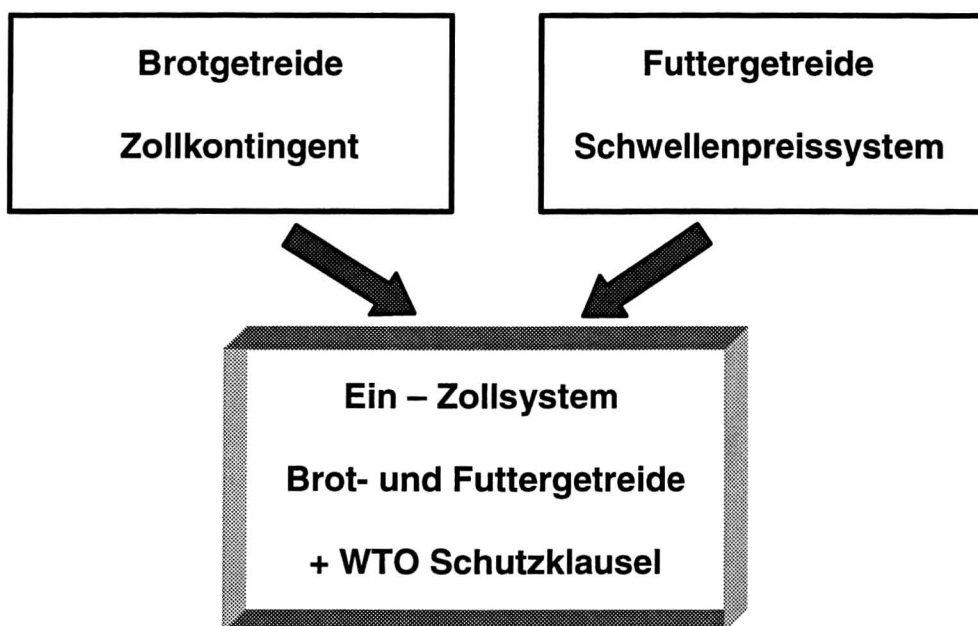 Brotgetreide
Zollkontingent
Futtergetreide
Schwellenpreissystem
Ein – Zollsystem
Brot- und Futtergetreide
+ WTO Schutzklausel